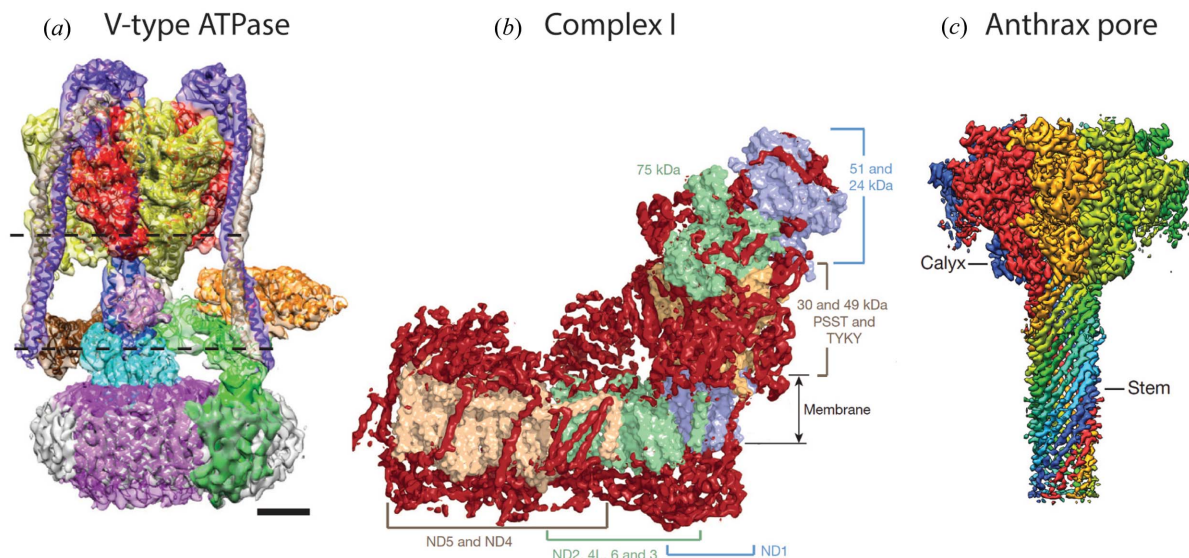 (a) V-type ATPase
(b) Complex I
(c) Anthrax pore
75 kDa
51 and
24 kDa
30 and 49 kDa
PSST and
TYKY
Membrane
ND5 and ND4
ND2, 4L, 6 and 3
ND1
Calyx
Stem